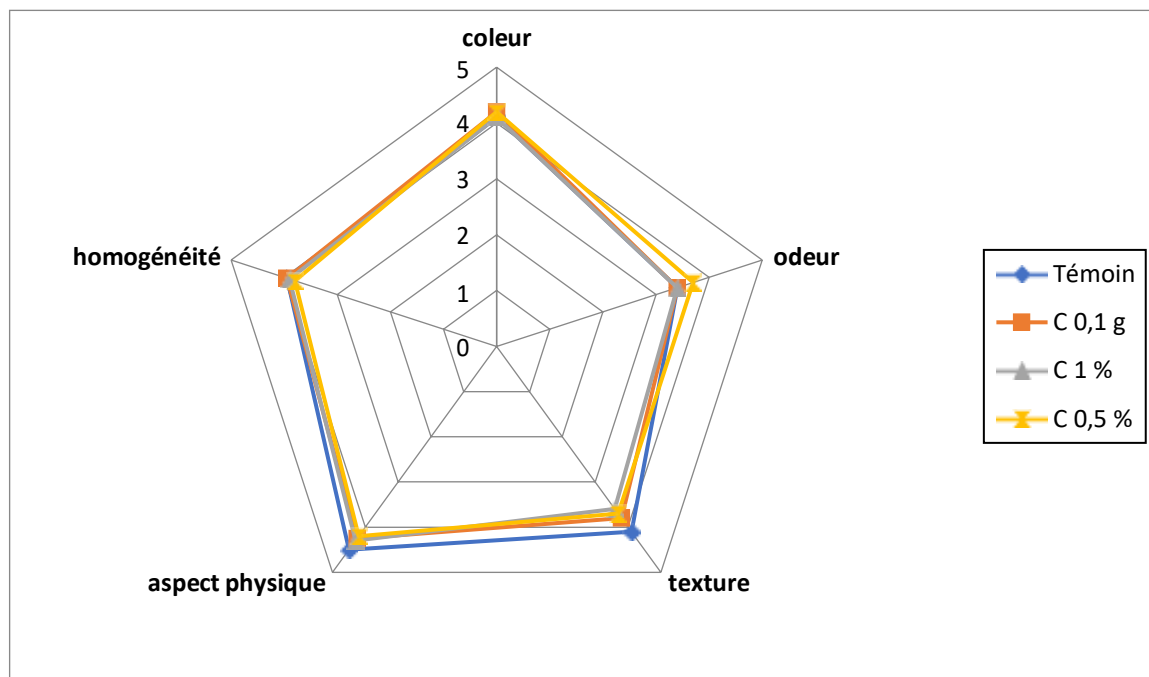 coleur
5
4
3
2
1
0
homogénéité
odeur
aspect physique
texture
Témoin
C 0,1 g
C 1 %
C 0,5 %